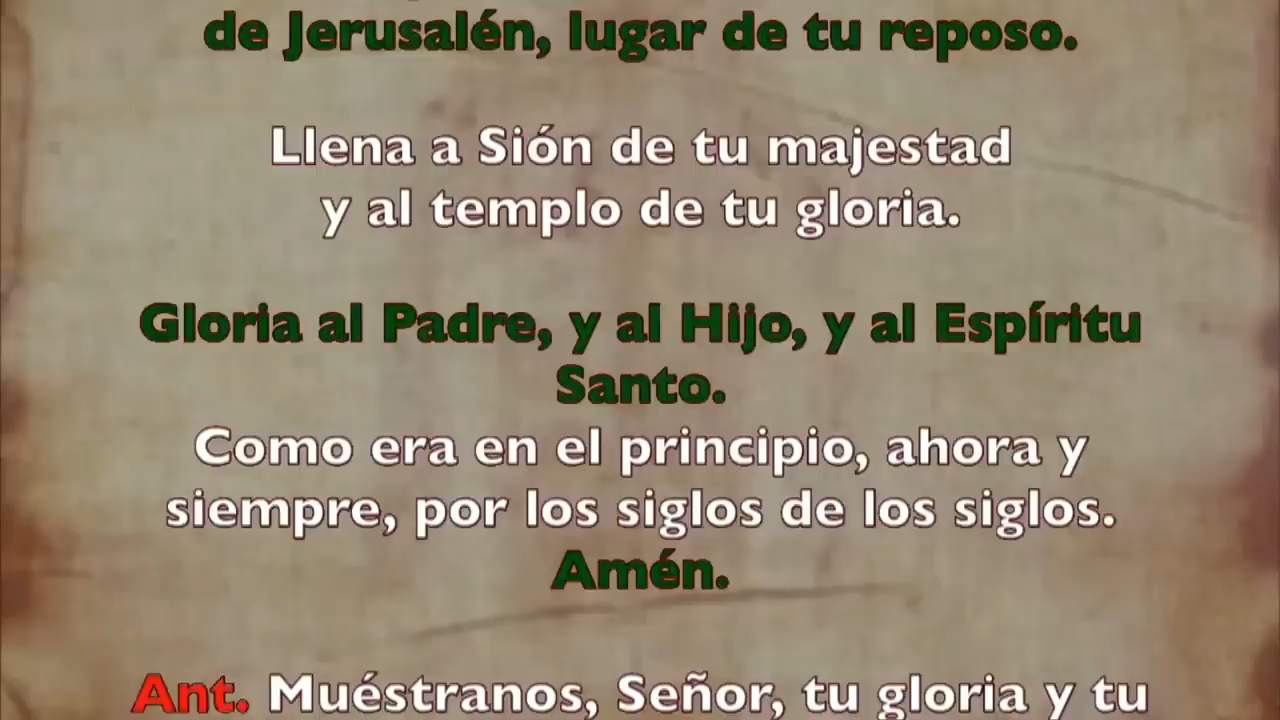 de Jerusalén, lugar de tu reposo.
Llena a Sión de tu majestad
y al templo de tu gloria.
Gloria al Padre, y al Hijo, y al Espíritu
Santo.
Como era en el principio, ahora y
siempre, por los siglos de los siglos.
Amén.
Ant. Muéstranos, Señor, tu gloria y tu